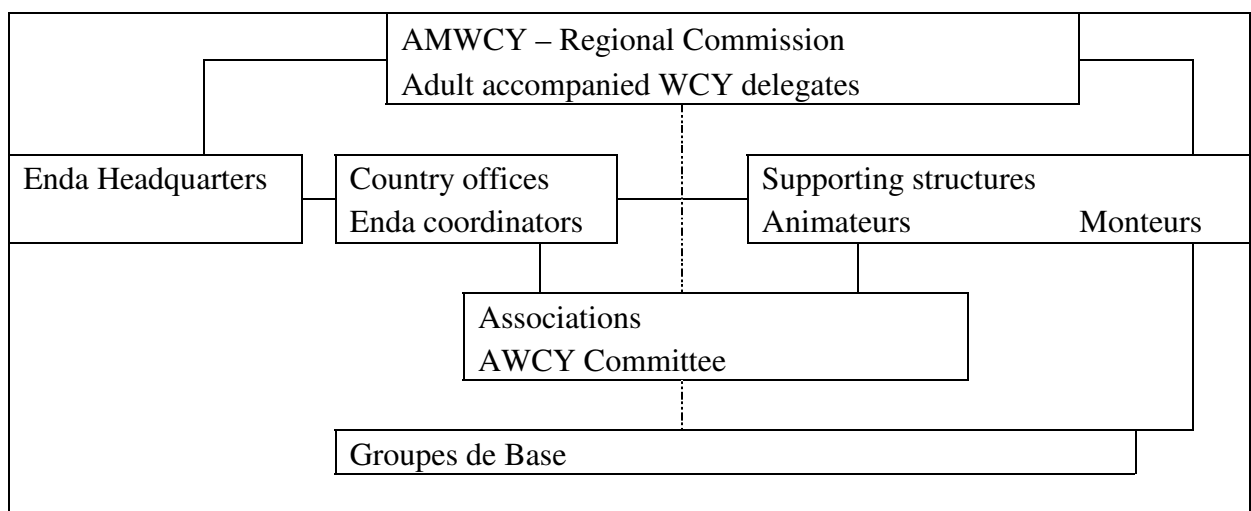 AMWCY – Regional Commission
Adult accompanied WCY delegates
Enda Headquarters
Country offices
Enda coordinators
Supporting structures
Animateurs Monteurs
Associations
AWCY Committee
Groupes de Base